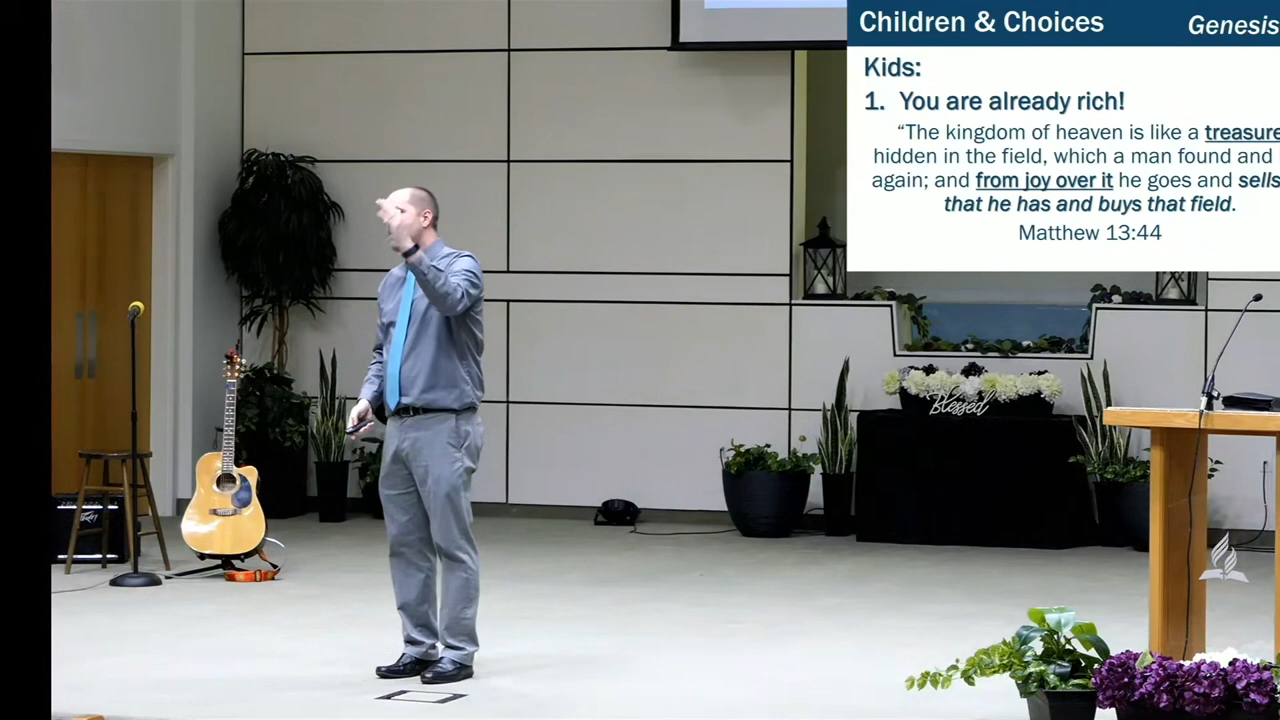 Children & Choices Genesis
Kids:
1. You are already rich!
"The kingdom of heaven is like a treasure
hidden in the field, which a man found and
again; and from joy over it he goes and sells
that he has and buys that field.
Matthew 13:44
Blessed
PEAVEY